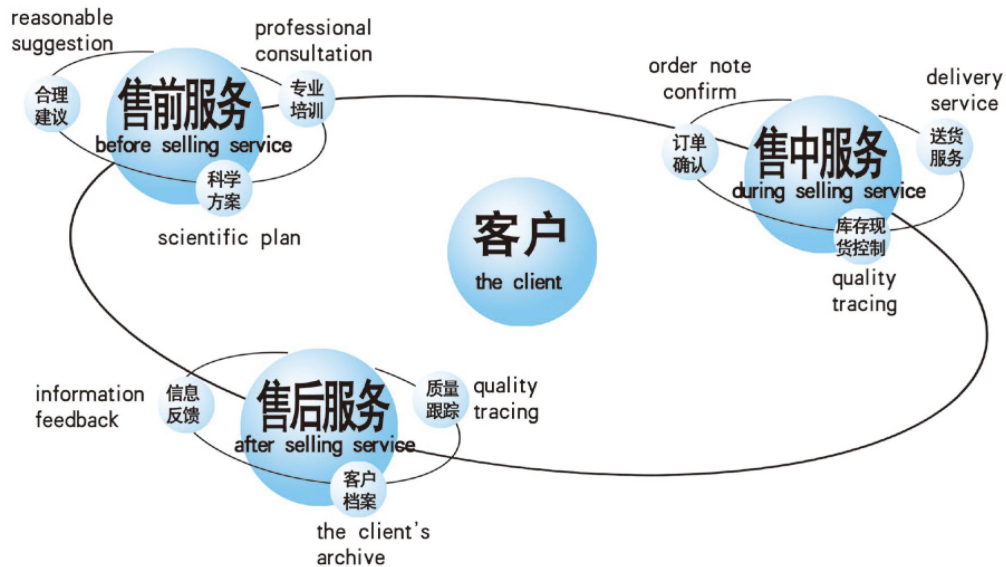 reasonable
suggestion
合理
建议
售前服务
before selling service
professional
consultation
专业
培训
科学
方案
scientific plan
order note
confirm
订单
确认
售中服务
during selling service
delivery
service
送货
服务
库存现
货控制
quality
tracing
客户
the client
information
feedback
信息
反馈
售后服务
after selling service
质量
跟踪
quality
tracing
客户
档案
the client's
archive